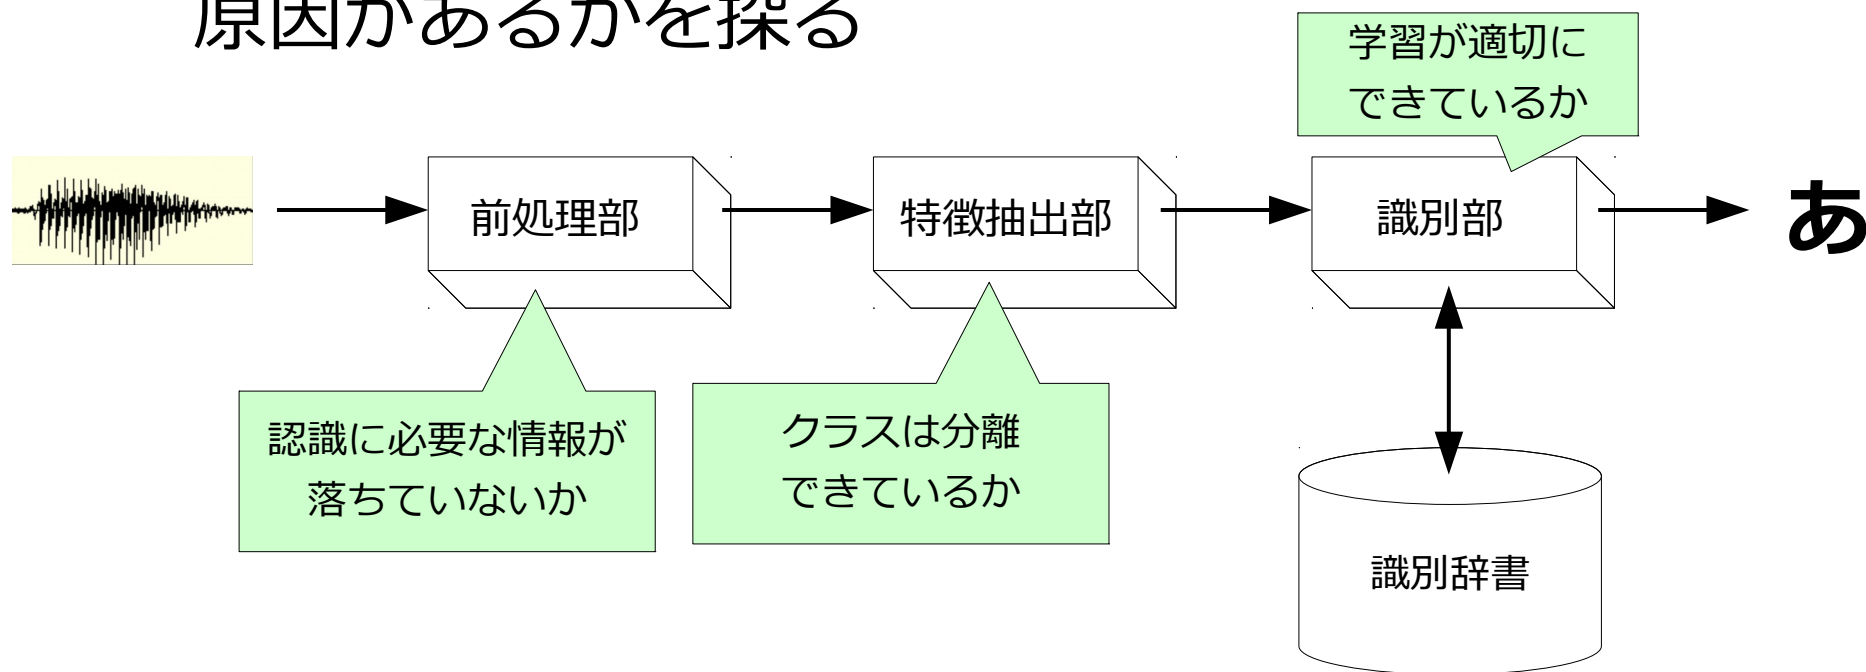 原因があるかを探る
学習が適切に
できているか
前処理部
特徴抽出部
識別部
あ
認識に必要な情報が
落ちていないか
クラスは分離
できているか
識別辞書